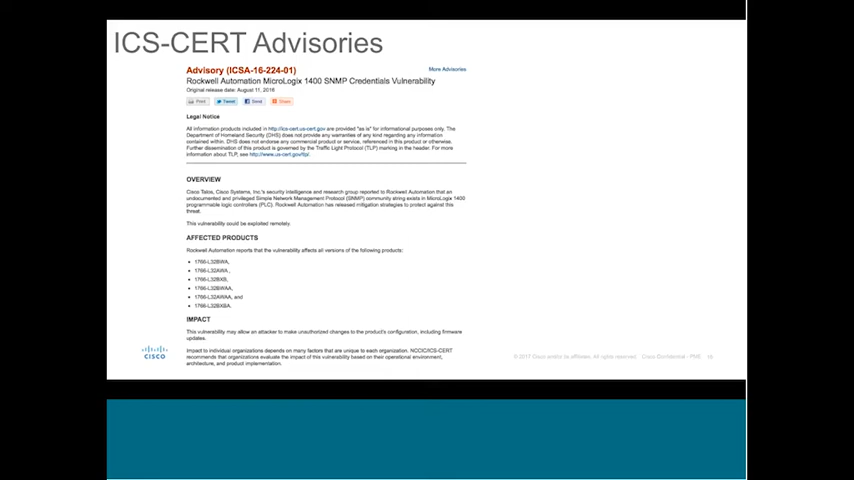 ICS-CERT Advisories
Advisory (ICSA-16-224-01)
More Advisories
Rockwell Automation MicroLogix 1400 SNMP Credentials Vulnerability
Original release date: August 11, 2016
Print Tweet Send Share
Legal Notice
All information products included in http://ics-cert.us-cert.gov are provided "as is" for informational purposes only. The
Department of Homeland Security (DHS) does not provide any warranties of any kind regarding any information
contained within. DHS does not endorse any commercial product or service, referenced in this product or otherwise.
Further dissemination of this product is governed by the Traffic Light Protocol (TLP) marking in the header. For more
information about TLP, see http://www.us-cert.gov/tlp/.
OVERVIEW
Cisco Talos, Cisco Systems, Inc.'s security intelligence and research group reported to Rockwell Automation that an
undocumented and privileged Simple Network Management Protocol (SNMP) community string exists in MicroLogix 1400
programmable logic controllers (PLC). Rockwell Automation has released mitigation strategies to protect against this
threat.
This vulnerability could be exploited remotely.
AFFECTED PRODUCTS
Rockwell Automation reports that the vulnerability affects all versions of the following products:
• 1766-L32BWA,
• 1766-L32AWA ,
• 1766-L32BXB,
• 1766-L32BWAA,
• 1766-L32AWAA, and
• 1766-L32BXBA.
IMPACT
This vulnerability may allow an attacker to make unauthorized changes to the product's configuration, including firmware
updates.
Impact to individual organizations depends on many factors that are unique to each organization. NCCIC/ICS-CERT
recommends that organizations evaluate the impact of this vulnerability based on their operational environment,
architecture, and product implementation.
CISCO
© 2017 Cisco and/or its affiliates. All rights reserved. Cisco Confidential - PME